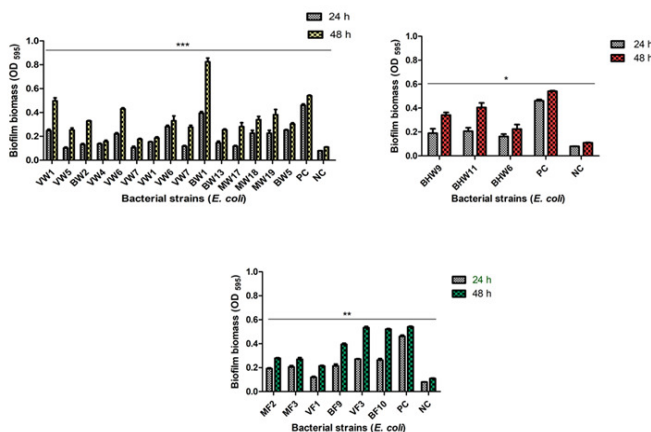 24 h
48 h
***
Biofilm biomass (OD 595)
1.0
0.8
0.6
0.4
0.2
0.0
VW1 VW5 BW2 VW4 VW6 VW7 VW1 VW6 VW7 BW1 BW13 MW17 MW18 MW19 BW5 PC NC
Bacterial strains (E. coli)
24 h
48 h
*
Biofilm biomass (OD 595)
1.0
0.8
0.6
0.4
0.2
0.0
BHW9 BHW11 BHW6 PC NC
Bacterial strains (E. coli)
24 h
48 h
**
Biofilm biomass (OD 595)
1.0
0.8
0.6
0.4
0.2
0.0
MF2 MF3 VF1 BF9 VF3 BF10 PC NC
Bacterial strains (E. coli)